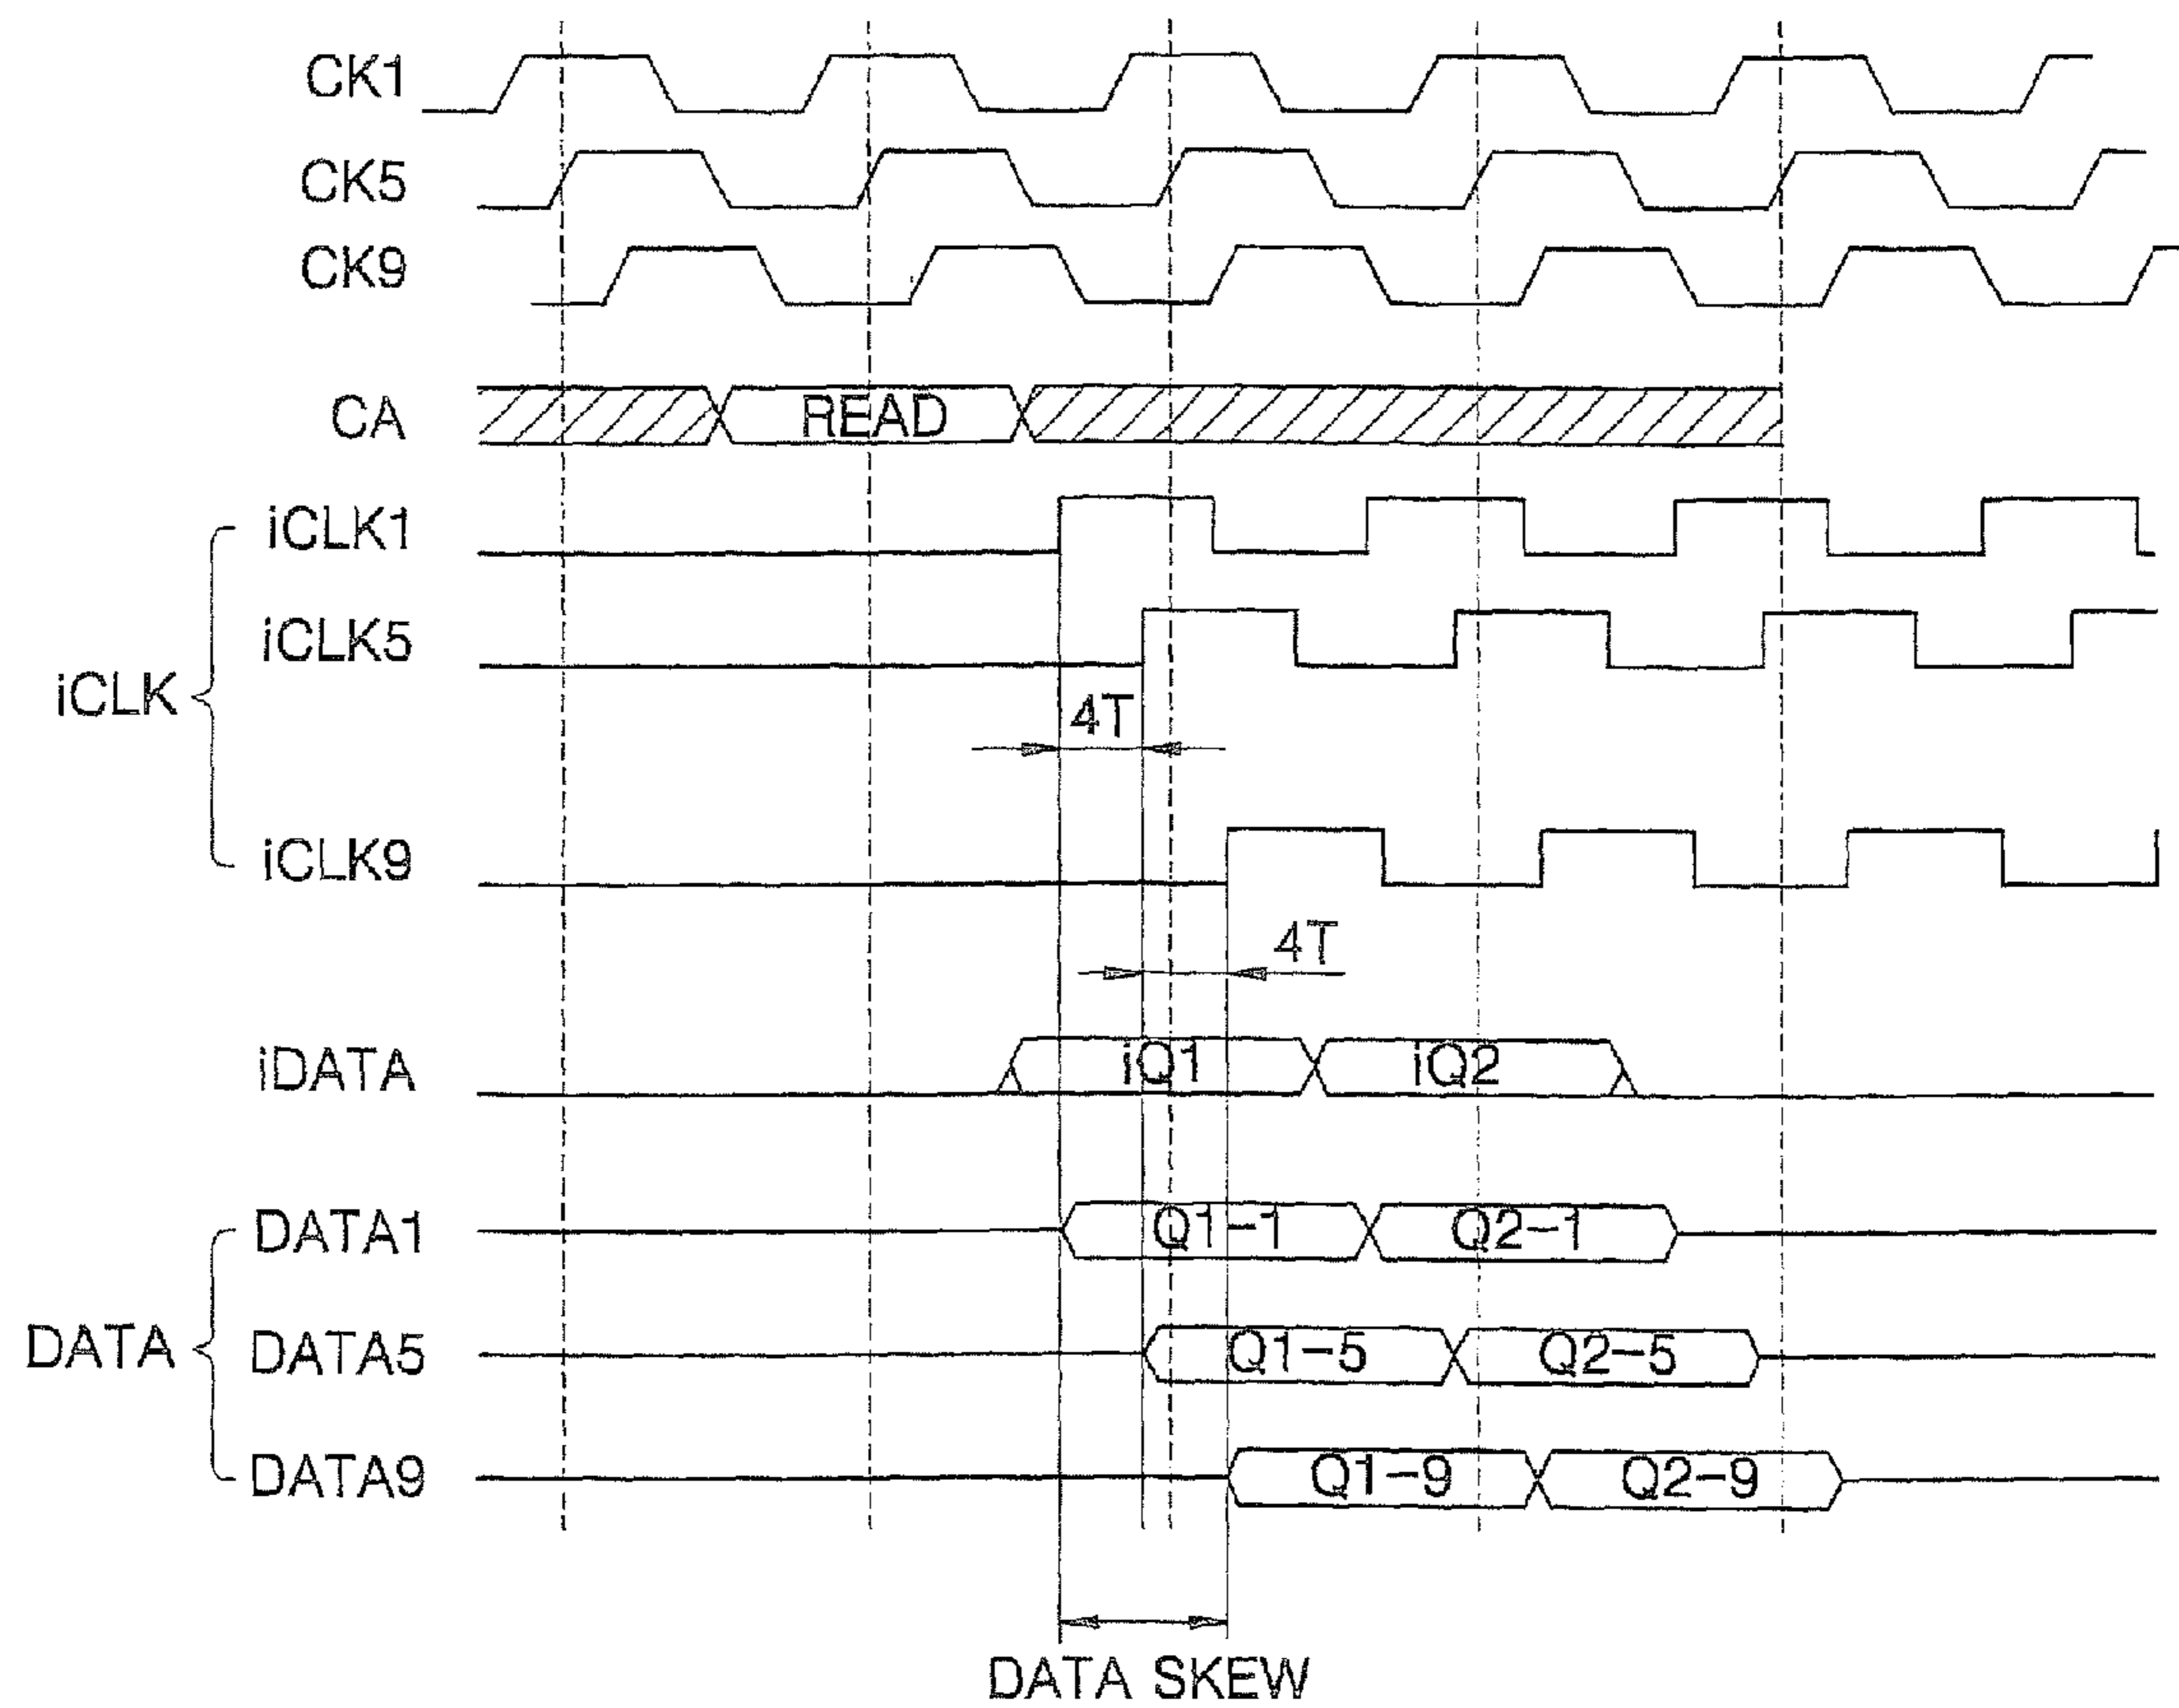 CK1
CK5
CK9
CA READ
iCLK1
iCLK5
iCLK
4T
iCLK9
4T
iDATA iQ1 iQ2
DATA1 Q1-1 Q2-1
DATA DATA5 Q1-5 Q2-5
DATA9 Q1-9 Q2-9
DATA SKEW